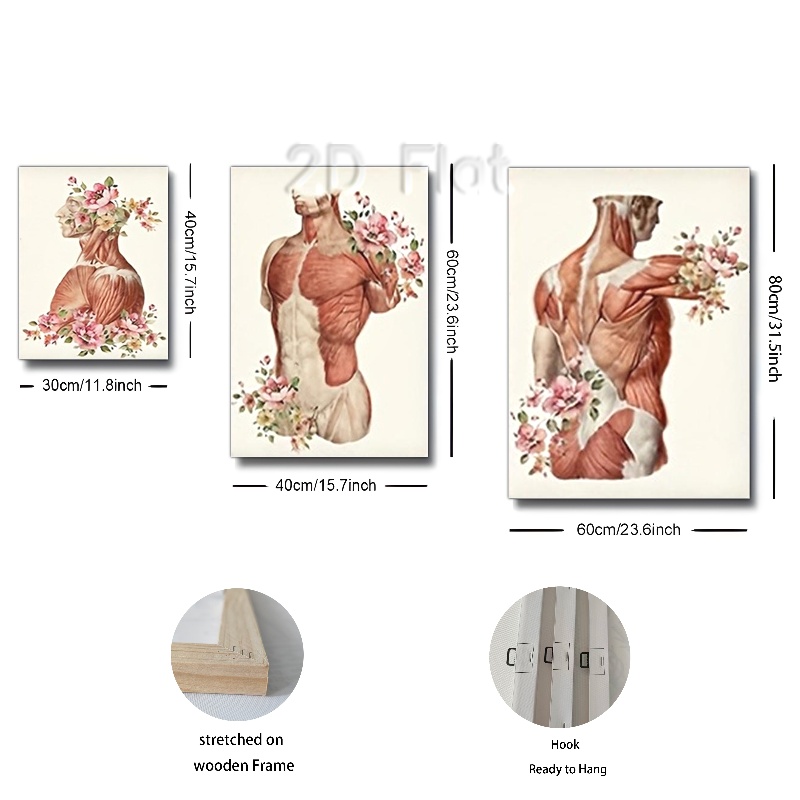 2D Flat
40cm/15.7inch
30cm/11.8inch
60cm/23.6inch
40cm/15.7inch
80cm/31.5inch
60cm/23.6inch
stretched on
wooden Frame
Hook
Ready to Hang